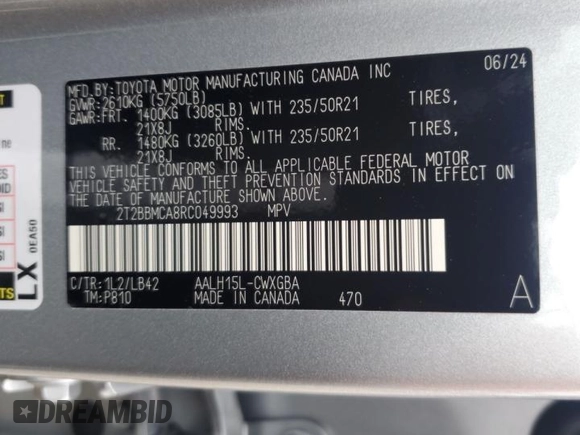 MFD.BY:TOYOTA MOTOR MANUFACTURING CANADA INC 06/24
GVWR:2610KG (5750LB)
GAWR:FRT. 1400KG (3085LB) WITH 235/50R21 TIRES,
21X8J RIMS.
RR. 1480KG (3260LB) WITH 235/50R21 TIRES,
21X8J RIMS.
THIS VEHICLE CONFORMS TO ALL APPLICABLE FEDERAL MOTOR
VEHICLE SAFETY AND THEFT PREVENTION STANDARDS IN EFFECT ON
THE DATE OF MANUFACTURE SHOWN ABOVE.
2T2BBMCA8RC049993 MPV
C/TR:1L2/LB42 AALH15L-CWXGBA
TM:P810 MADE IN CANADA 470 A
LX 0EA50
DREAMBID